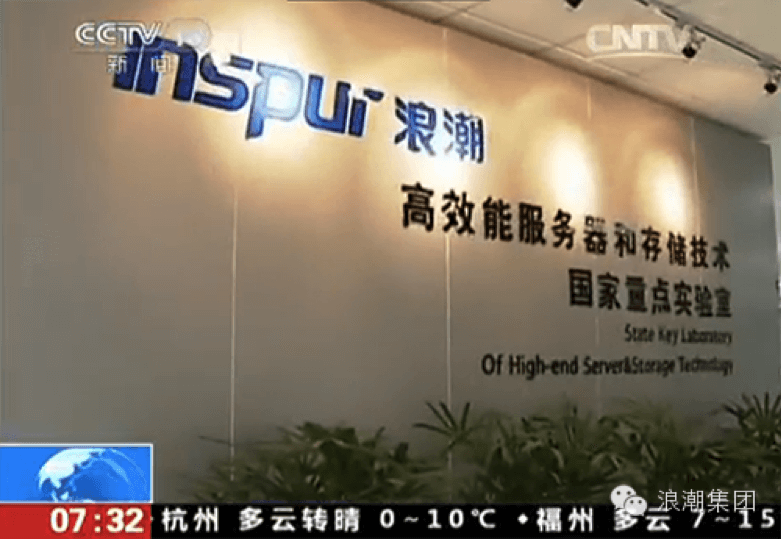 CCTV
新闻
CNTV
inspur 浪潮
高效能服务器和存储技术
国家重点实验室
State Key Laboratory
Of High-end Server&Storage Technology
浪潮集团
07:32 杭州 多云转晴 0~10℃ 福州 多云 7~15